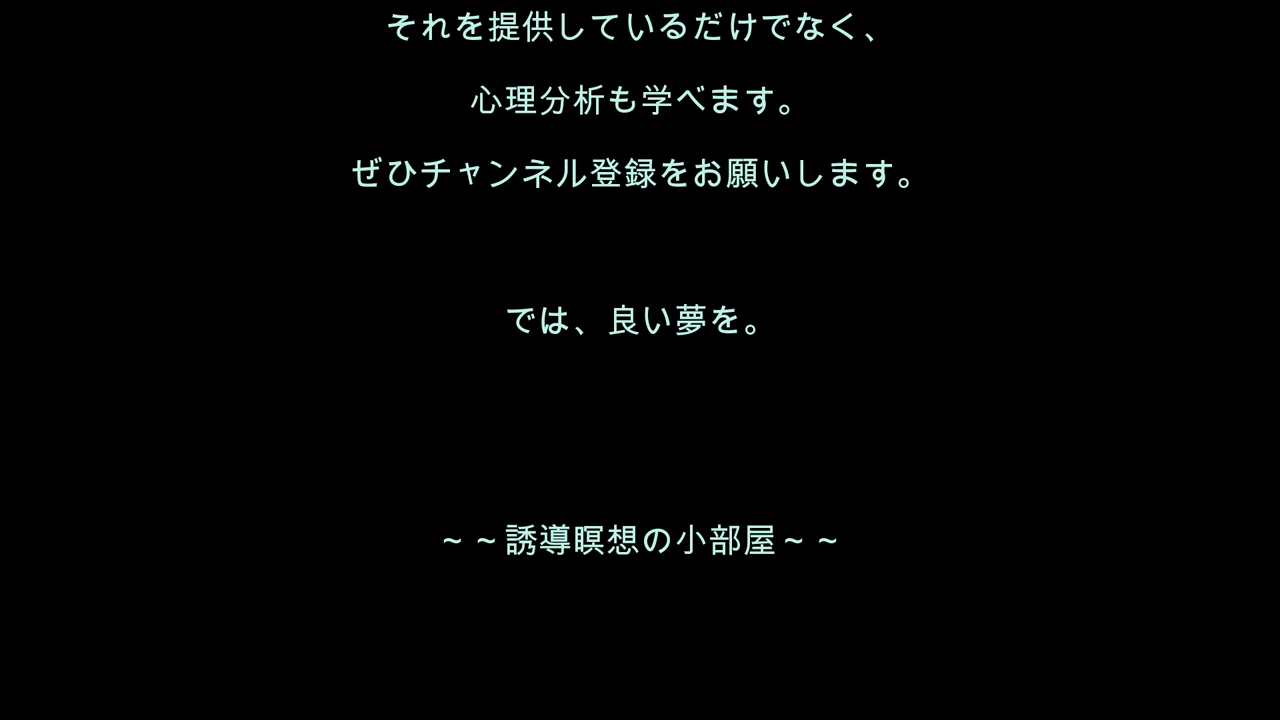 それを提供しているだけでなく、
心理分析も学べます。
ぜひチャンネル登録をお願いします。
では、良い夢を。
～～誘導瞑想の小部屋～～